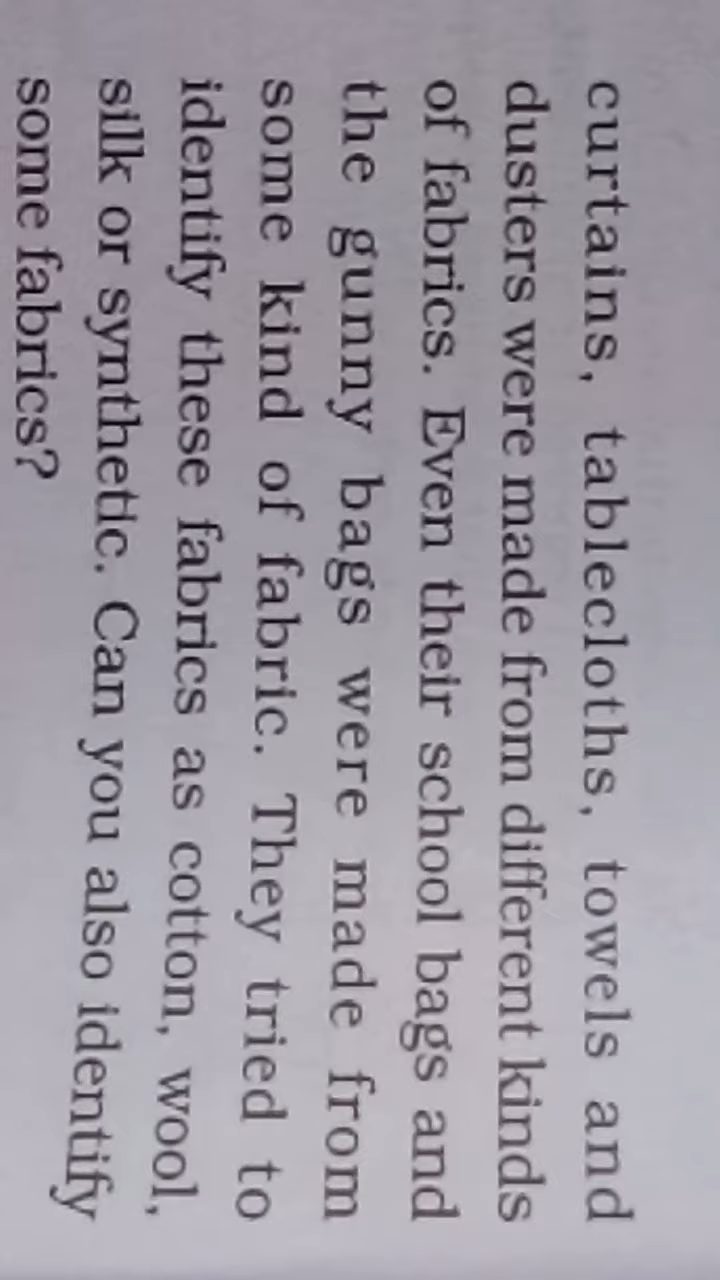 curtains, tablecloths, towels and
dusters were made from different kinds
of fabrics. Even their school bags and
the gunny bags were made from
some kind of fabric. They tried to
identify these fabrics as cotton, wool,
silk or synthetic. Can you also identify
some fabrics?